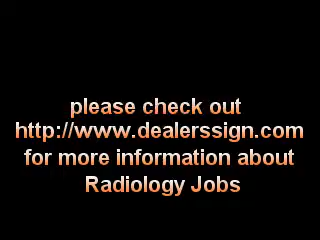 please check out
http://www.dealerssign.com
for more information about
Radiology Jobs